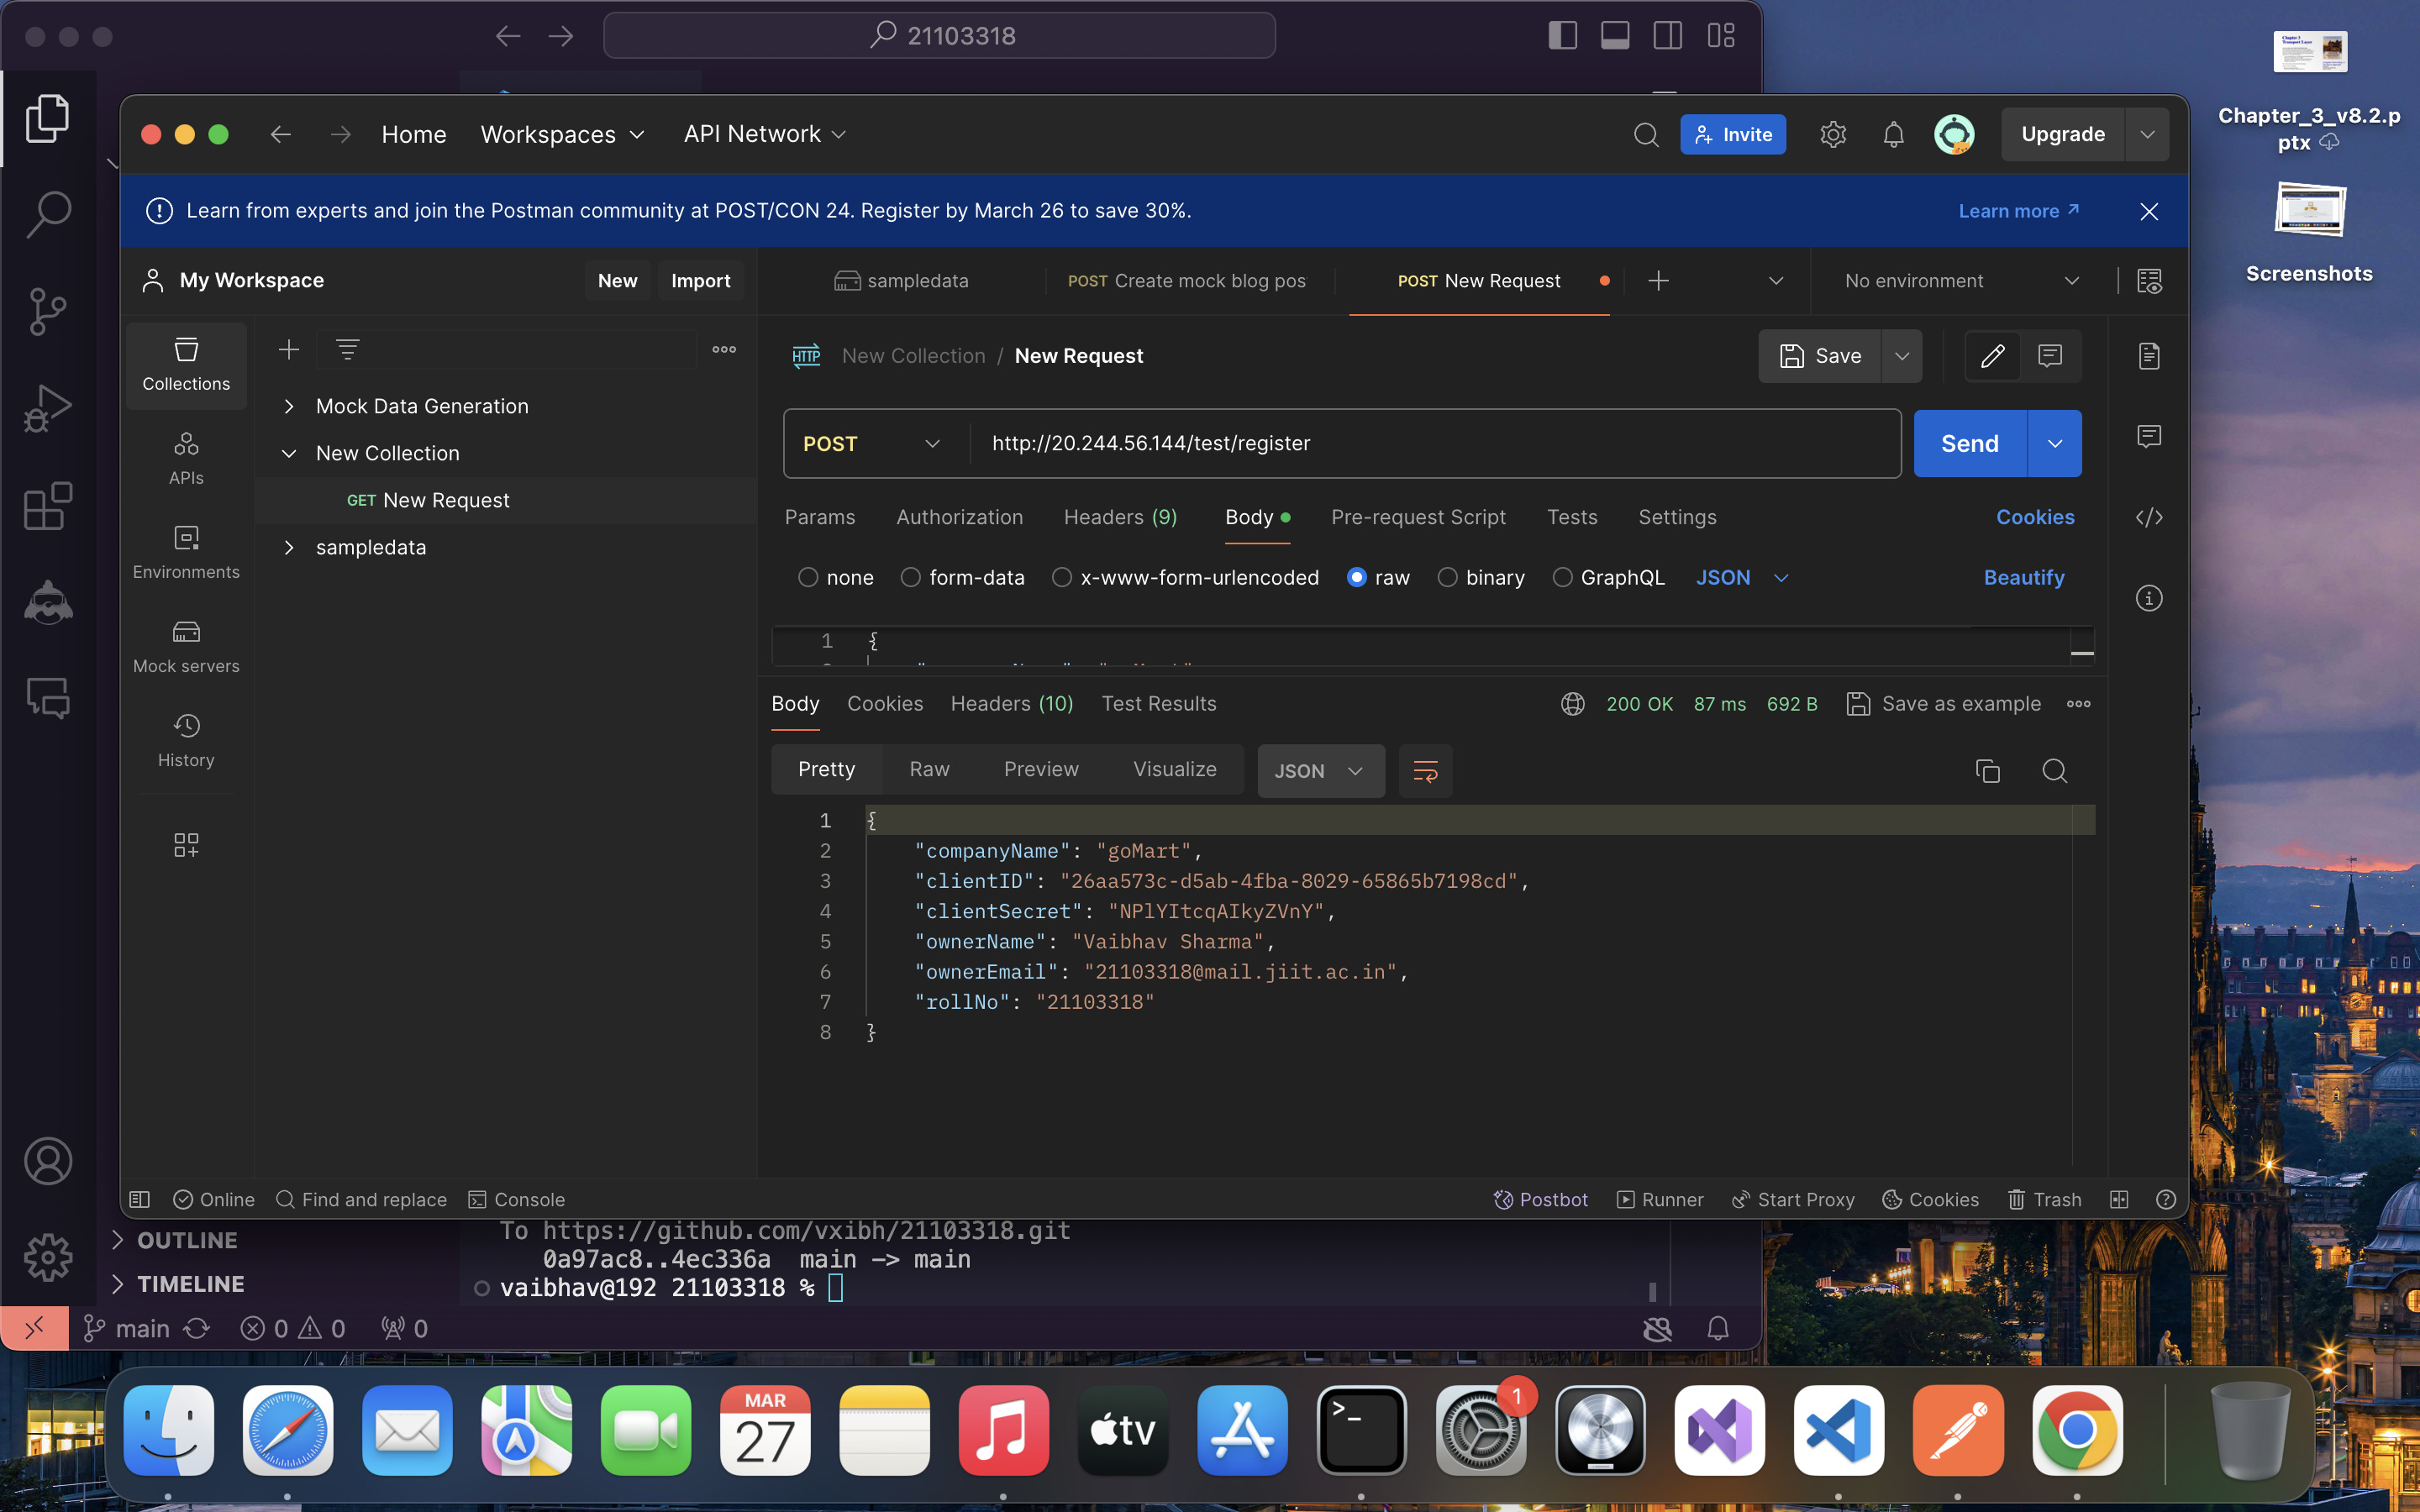 21103318
Home Workspaces API Network Invite Upgrade
Learn from experts and join the Postman community at POST/CON 24. Register by March 26 to save 30%. Learn more
My Workspace New Import
sampledata POST Create mock blog pos POST New Request No environment
Collections
APIs
Environments
Mock servers
History
Mock Data Generation
New Collection
GET New Request
sampledata
HTTP New Collection / New Request Save
POST http://20.244.56.144/test/register Send
Params Authorization Headers (9) Body Pre-request Script Tests Settings Cookies
none form-data x-www-form-urlencoded raw binary GraphQL JSON Beautify
1 {
Body Cookies Headers (10) Test Results 200 OK 87 ms 692 B Save as example
Pretty Raw Preview Visualize JSON
1 {
2 "companyName": "goMart",
3 "clientID": "26aa573c-d5ab-4fba-8029-65865b7198cd",
4 "clientSecret": "NPlYItcqAIkyZVnY",
5 "ownerName": "Vaibhav Sharma",
6 "ownerEmail": "21103318@mail.jiit.ac.in",
7 "rollNo": "21103318"
8 }
Online Find and replace Console Postbot Runner Start Proxy Cookies Trash
To https://github.com/vxibh/21103318.git
0a97ac8..4ec336a main -> main
vaibhav@192 21103318 %
OUTLINE
TIMELINE
main 0 0 0
Chapter_3_v8.2.p
ptx
Screenshots
MAR
27
tv
1